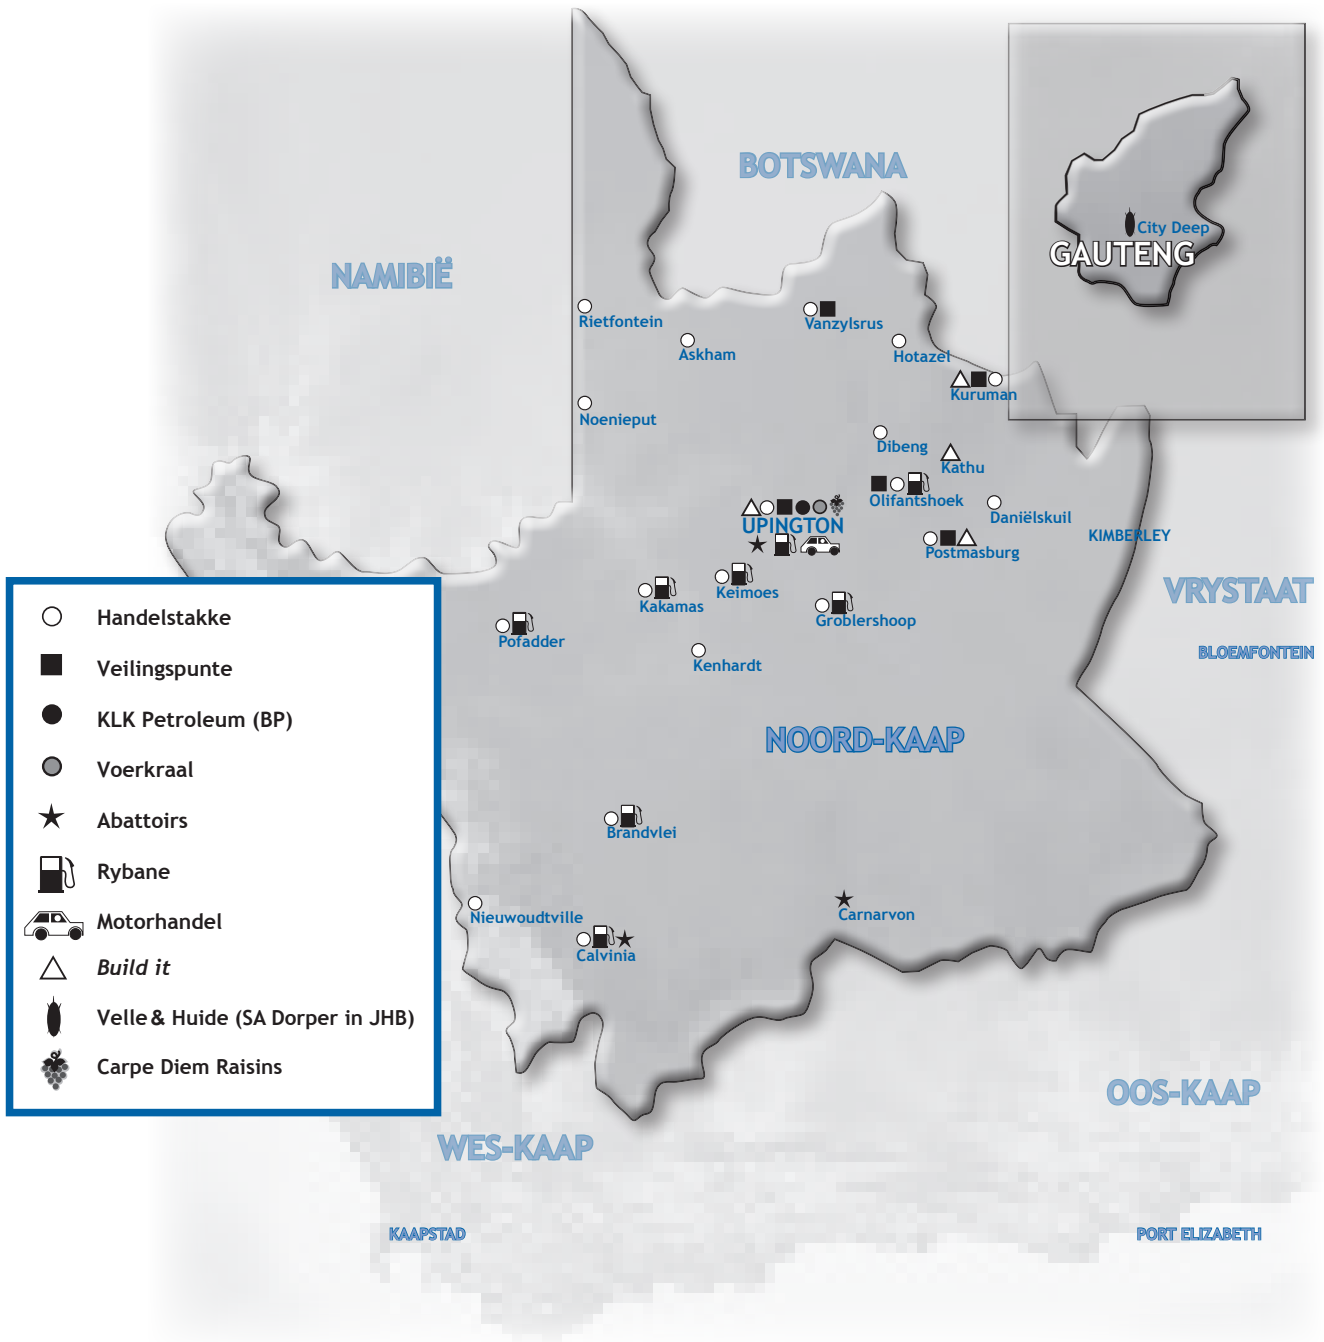 BOTSWANA
City Deep
GAUTENG
NAMIBIË
Rietfontein
Vanzylsrus
Askham
Hotazel
Kuruman
Noenieput
Dibeng
Kathu
Olifantshoek
Daniëlskuil
UPINGTON
KIMBERLEY
Postmasburg
VRYSTAAT
Keimoes
Kakamas
Groblershoop
Pofadder
BLOEMFONTEIN
Kenhardt
NOORD-KAAP
Brandvlei
Nieuwoudtville
Carnarvon
Calvinia
OOS-KAAP
WES-KAAP
KAAPSTAD
PORT ELIZABETH
Handelstakke
Veilingspunte
KLK Petroleum (BP)
Voerkraal
Abattoirs
Rybane
Motorhandel
Build it
Velle & Huide (SA Dorper in JHB)
Carpe Diem Raisins